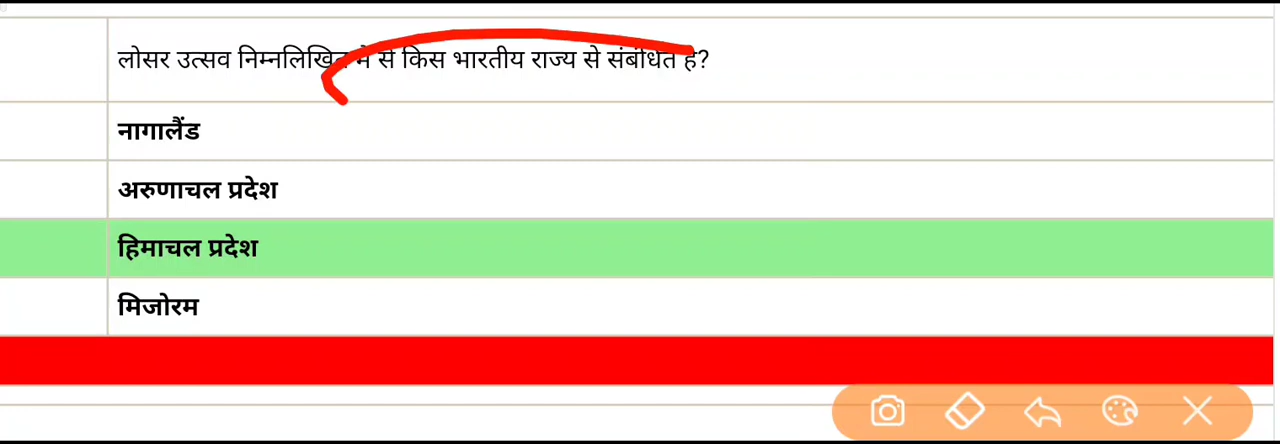 लोसर उत्सव निम्नलिखित में से किस भारतीय राज्य से संबंधित है?
नागालैंड
अरुणाचल प्रदेश
हिमाचल प्रदेश
मिजोरम